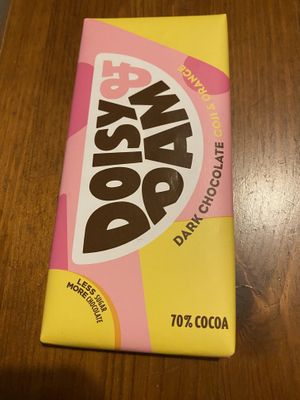 DOISY &
DAM
DARK CHOCOLATE GOJI & ORANGE
LESS SUGAR
MORE CHOCOLATE
70% COCOA